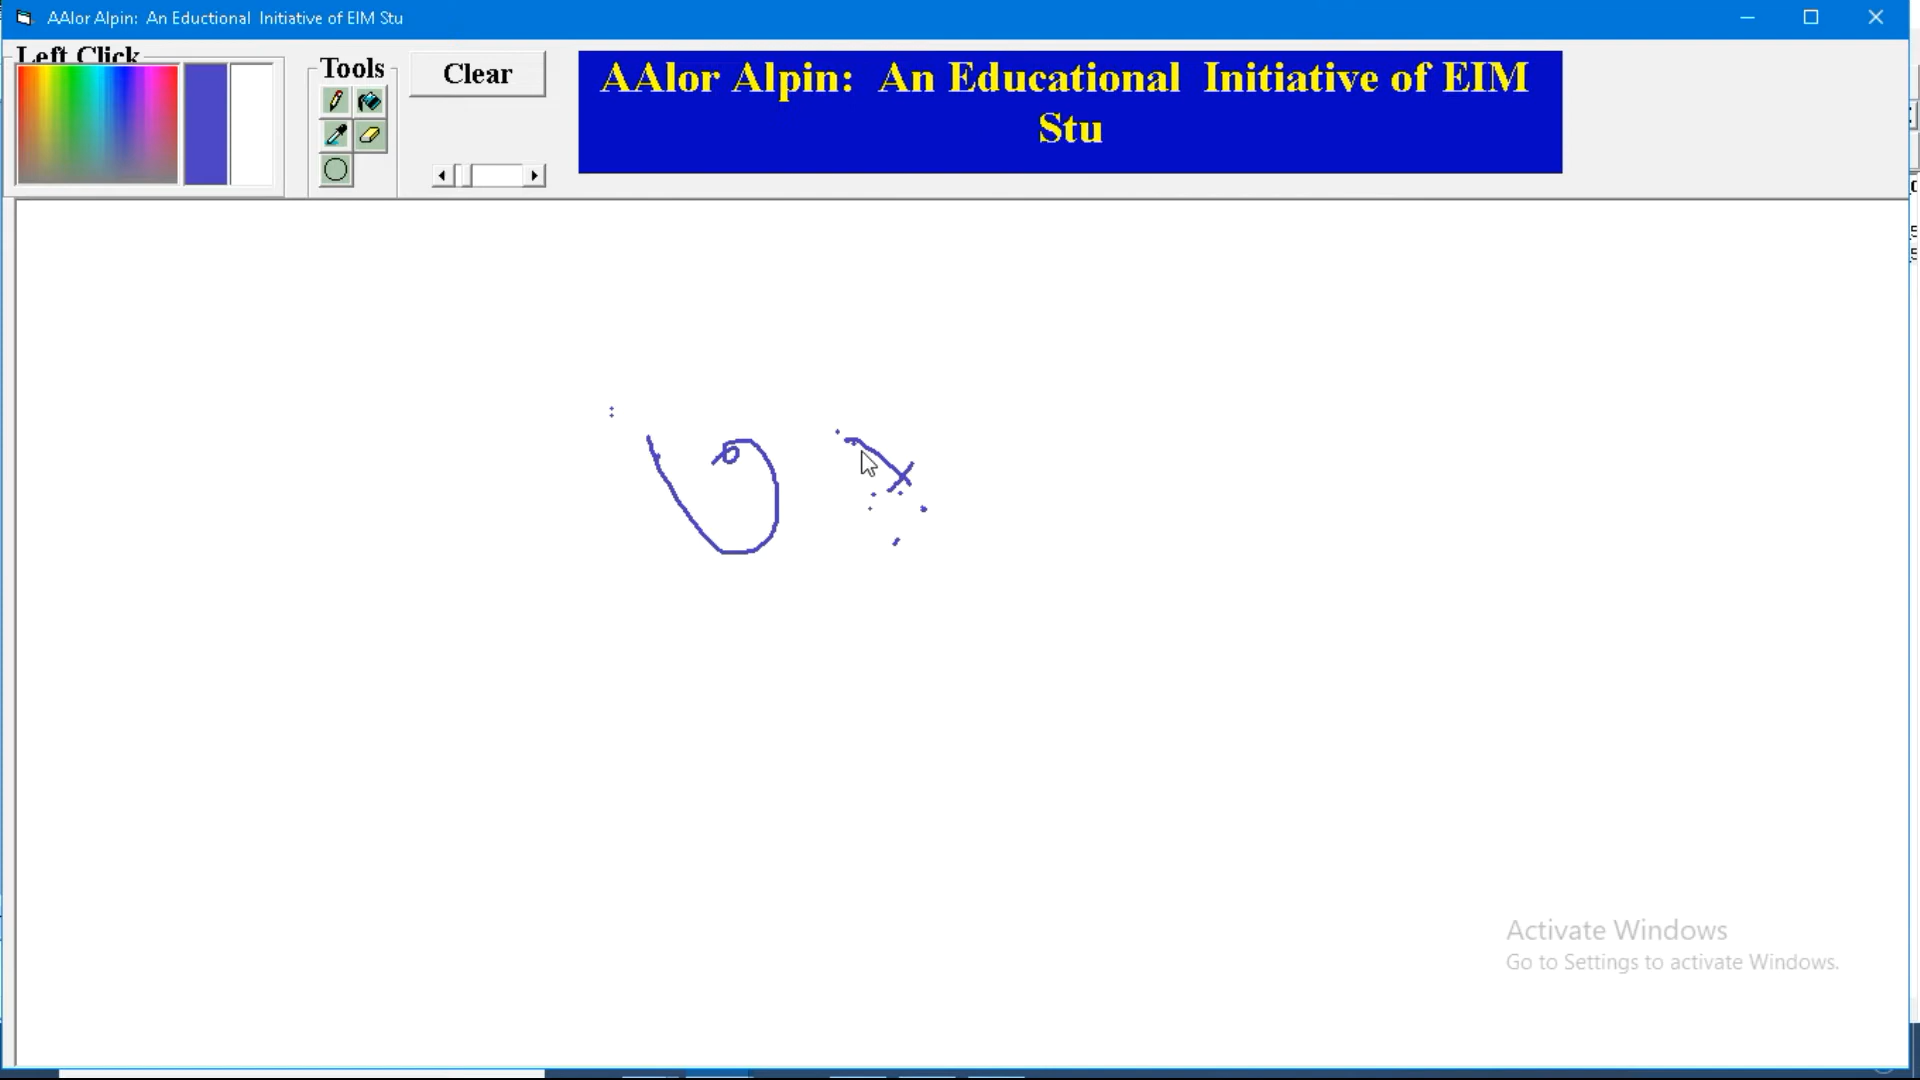 AAlor Alpin:  An Eductional  Initiative of EIM Stu
Left Click
Tools
Clear
AAlor Alpin:  An Educational  Initiative of EIM
Stu
Activate Windows
Go to Settings to activate Windows.